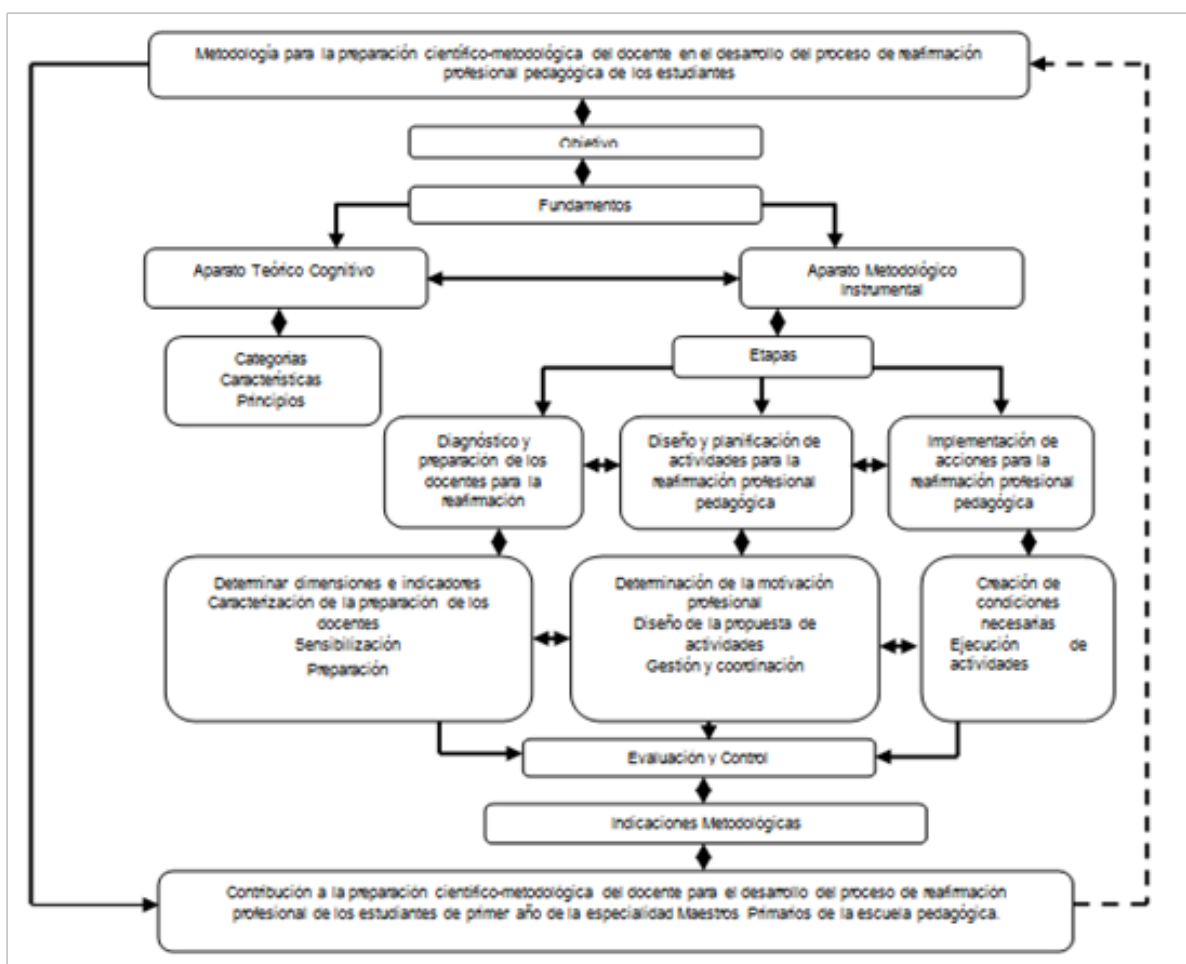 Metodología para la preparación científico-metodológica del docente en el desarrollo del proceso de reafirmación
profesional pedagógica de los estudiantes
Objetivo
Fundamentos
Aparato Teórico Cognitivo
Aparato Metodológico
Instrumental
Categorias
Características
Principios
Etapas
Diagnóstico y
preparación de los
docentes para la
reafirmación
Diseño y planificación de
actividades para la
reafirmación profesional
pedagógica
Implementación de
acciones para la
reafirmación profesional
pedagógica
Determinar dimensiones e indicadores
Caracterización de la preparación de los
docentes
Sensibilización
Preparación
Determinación de la motivación
profesional
Diseño de la propuesta de
actividades
Gestión y coordinación
Creación de
condiciones
necesarias
Ejecución de
actividades
Evaluación y Control
Indicaciones Metodológicas
Contribución a la preparación científico-metodológica del docente para el desarrollo del proceso de reafirmación
profesional de los estudiantes de primer año de la especialidad Maestros Primarios de la escuela pedagógica.